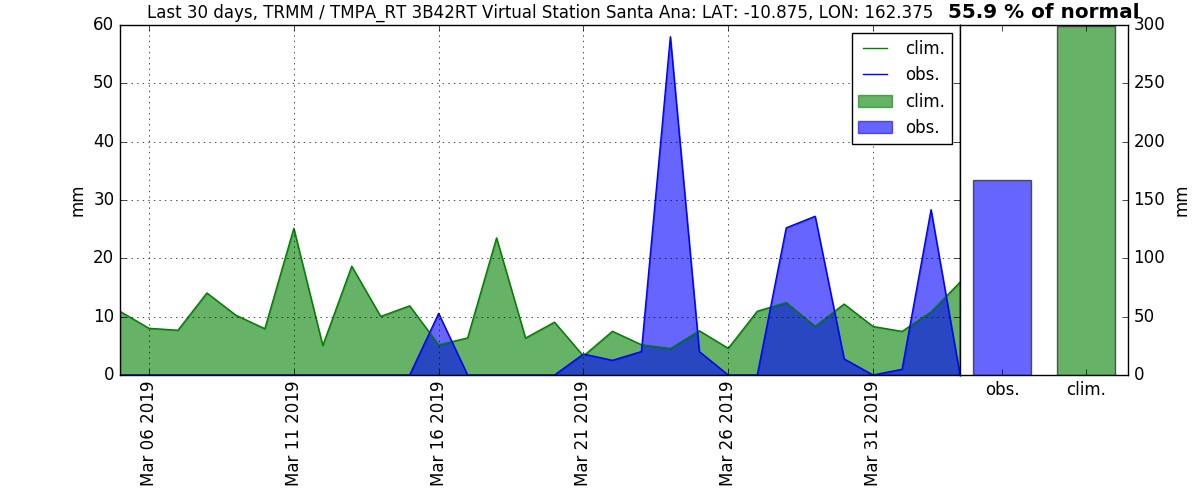 Last 30 days, TRMM / TMPA_RT 3B42RT Virtual Station Santa Ana: LAT: -10.875, LON: 162.375
55.9 % of normal
60
50
40
30
20
10
0
mm
clim.
obs.
clim.
obs.
300
250
200
150
100
50
0
mm
obs.
clim.
Mar 06 2019
Mar 11 2019
Mar 16 2019
Mar 21 2019
Mar 26 2019
Mar 31 2019